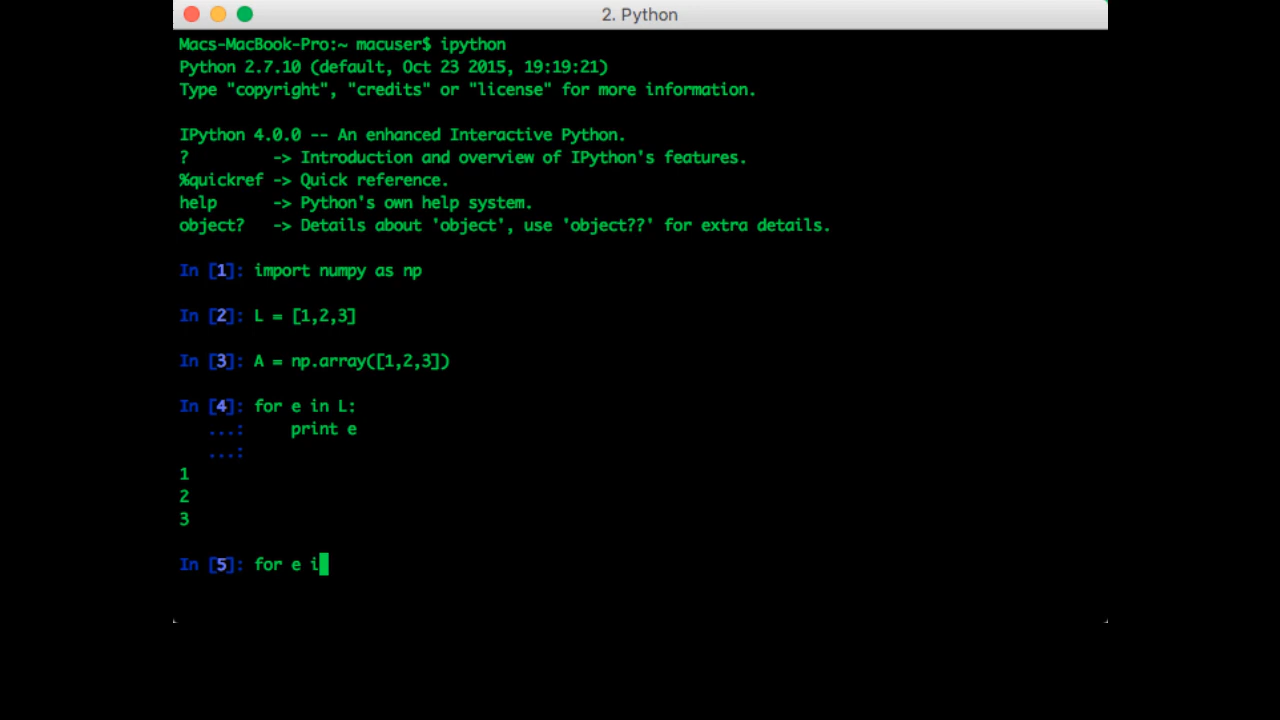 2. Python
Macs-MacBook-Pro:~ macuser$ ipython
Python 2.7.10 (default, Oct 23 2015, 19:19:21)
Type "copyright", "credits" or "license" for more information.
IPython 4.0.0 -- An enhanced Interactive Python.
?         -> Introduction and overview of IPython's features.
%quickref -> Quick reference.
help      -> Python's own help system.
object?   -> Details about 'object', use 'object??' for extra details.
In [1]: import numpy as np
In [2]: L = [1,2,3]
In [3]: A = np.array([1,2,3])
In [4]: for e in L:
   ...:     print e
   ...:
1
2
3
In [5]: for e i